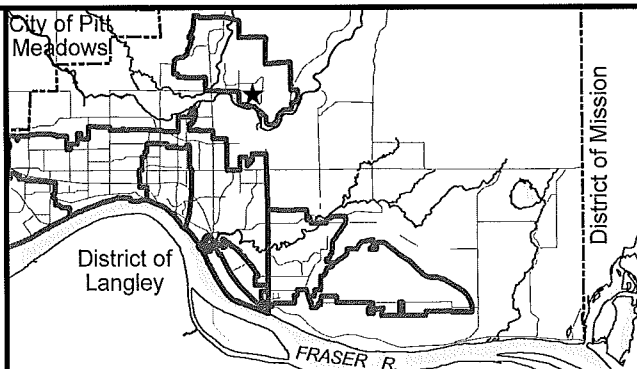 City of Pitt
Meadows
District of Mission
District of
Langley
FRASER R.